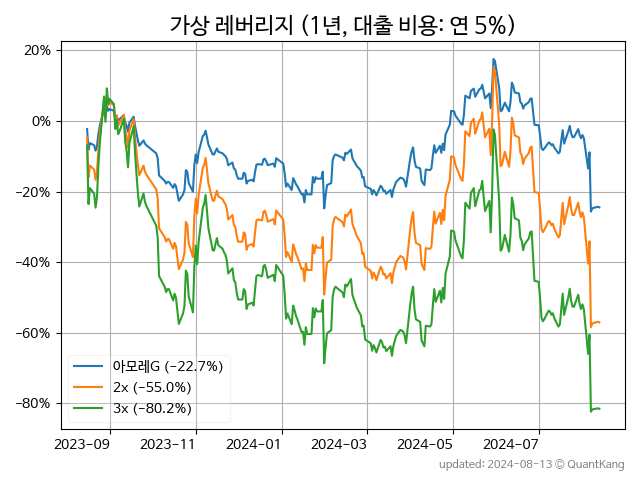 가상 레버리지 (1년, 대출 비용: 연 5%)
20%
0%
−20%
−40%
−60%
−80%
아모레G (−22.7%)
2x (−55.0%)
3x (−80.2%)
2023-09 2023-11 2024-01 2024-03 2024-05 2024-07
updated: 2024-08-13 © QuantKang